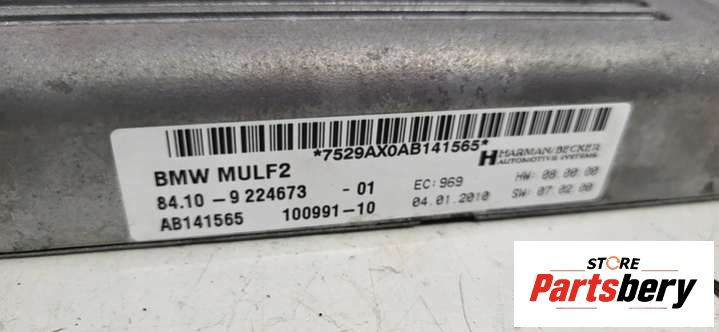 *7529AX0AB141565*
BMW MULF2
HARMAN/BECKER
AUTOMOTIVE SYSTEMS
84.10 - 9 224673 - 01
EC: 969
HW: 08 00 00
AB141565
100991-10
04.01.2010
SW: 07 02 00
STORE
Partsbery